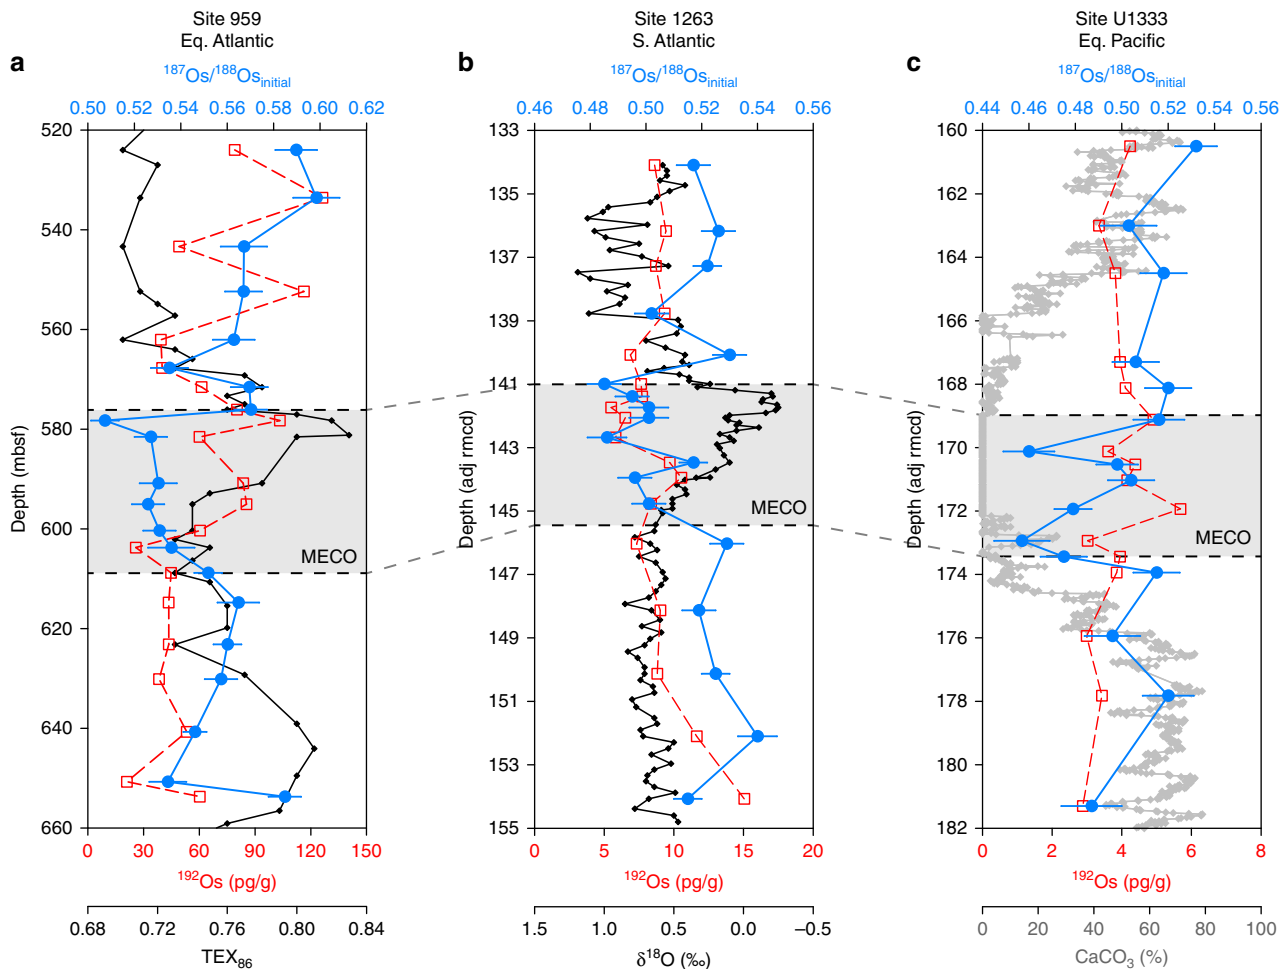 Site 959
Eq. Atlantic
a
187Os/188Osinitial
0.50 0.52 0.54 0.56 0.58 0.60 0.62
520
540
560
580
600
620
640
660
Depth (mbsf)
MECO
0 30 60 90 120 150
192Os (pg/g)
0.68 0.72 0.76 0.80 0.84
TEX86
Site 1263
S. Atlantic
b
187Os/188Osinitial
0.46 0.48 0.50 0.52 0.54 0.56
133
135
137
139
141
143
145
147
149
151
153
155
Depth (adj rmcd)
MECO
0 5 10 15 20
192Os (pg/g)
1.5 1.0 0.5 0.0 −0.5
δ18O (‰)
Site U1333
Eq. Pacific
c
187Os/188Osinitial
0.44 0.46 0.48 0.50 0.52 0.54 0.56
160
162
164
166
168
170
172
174
176
178
180
182
Depth (adj rmcd)
MECO
0 2 4 6 8
192Os (pg/g)
0 20 40 60 80 100
CaCO3 (%)